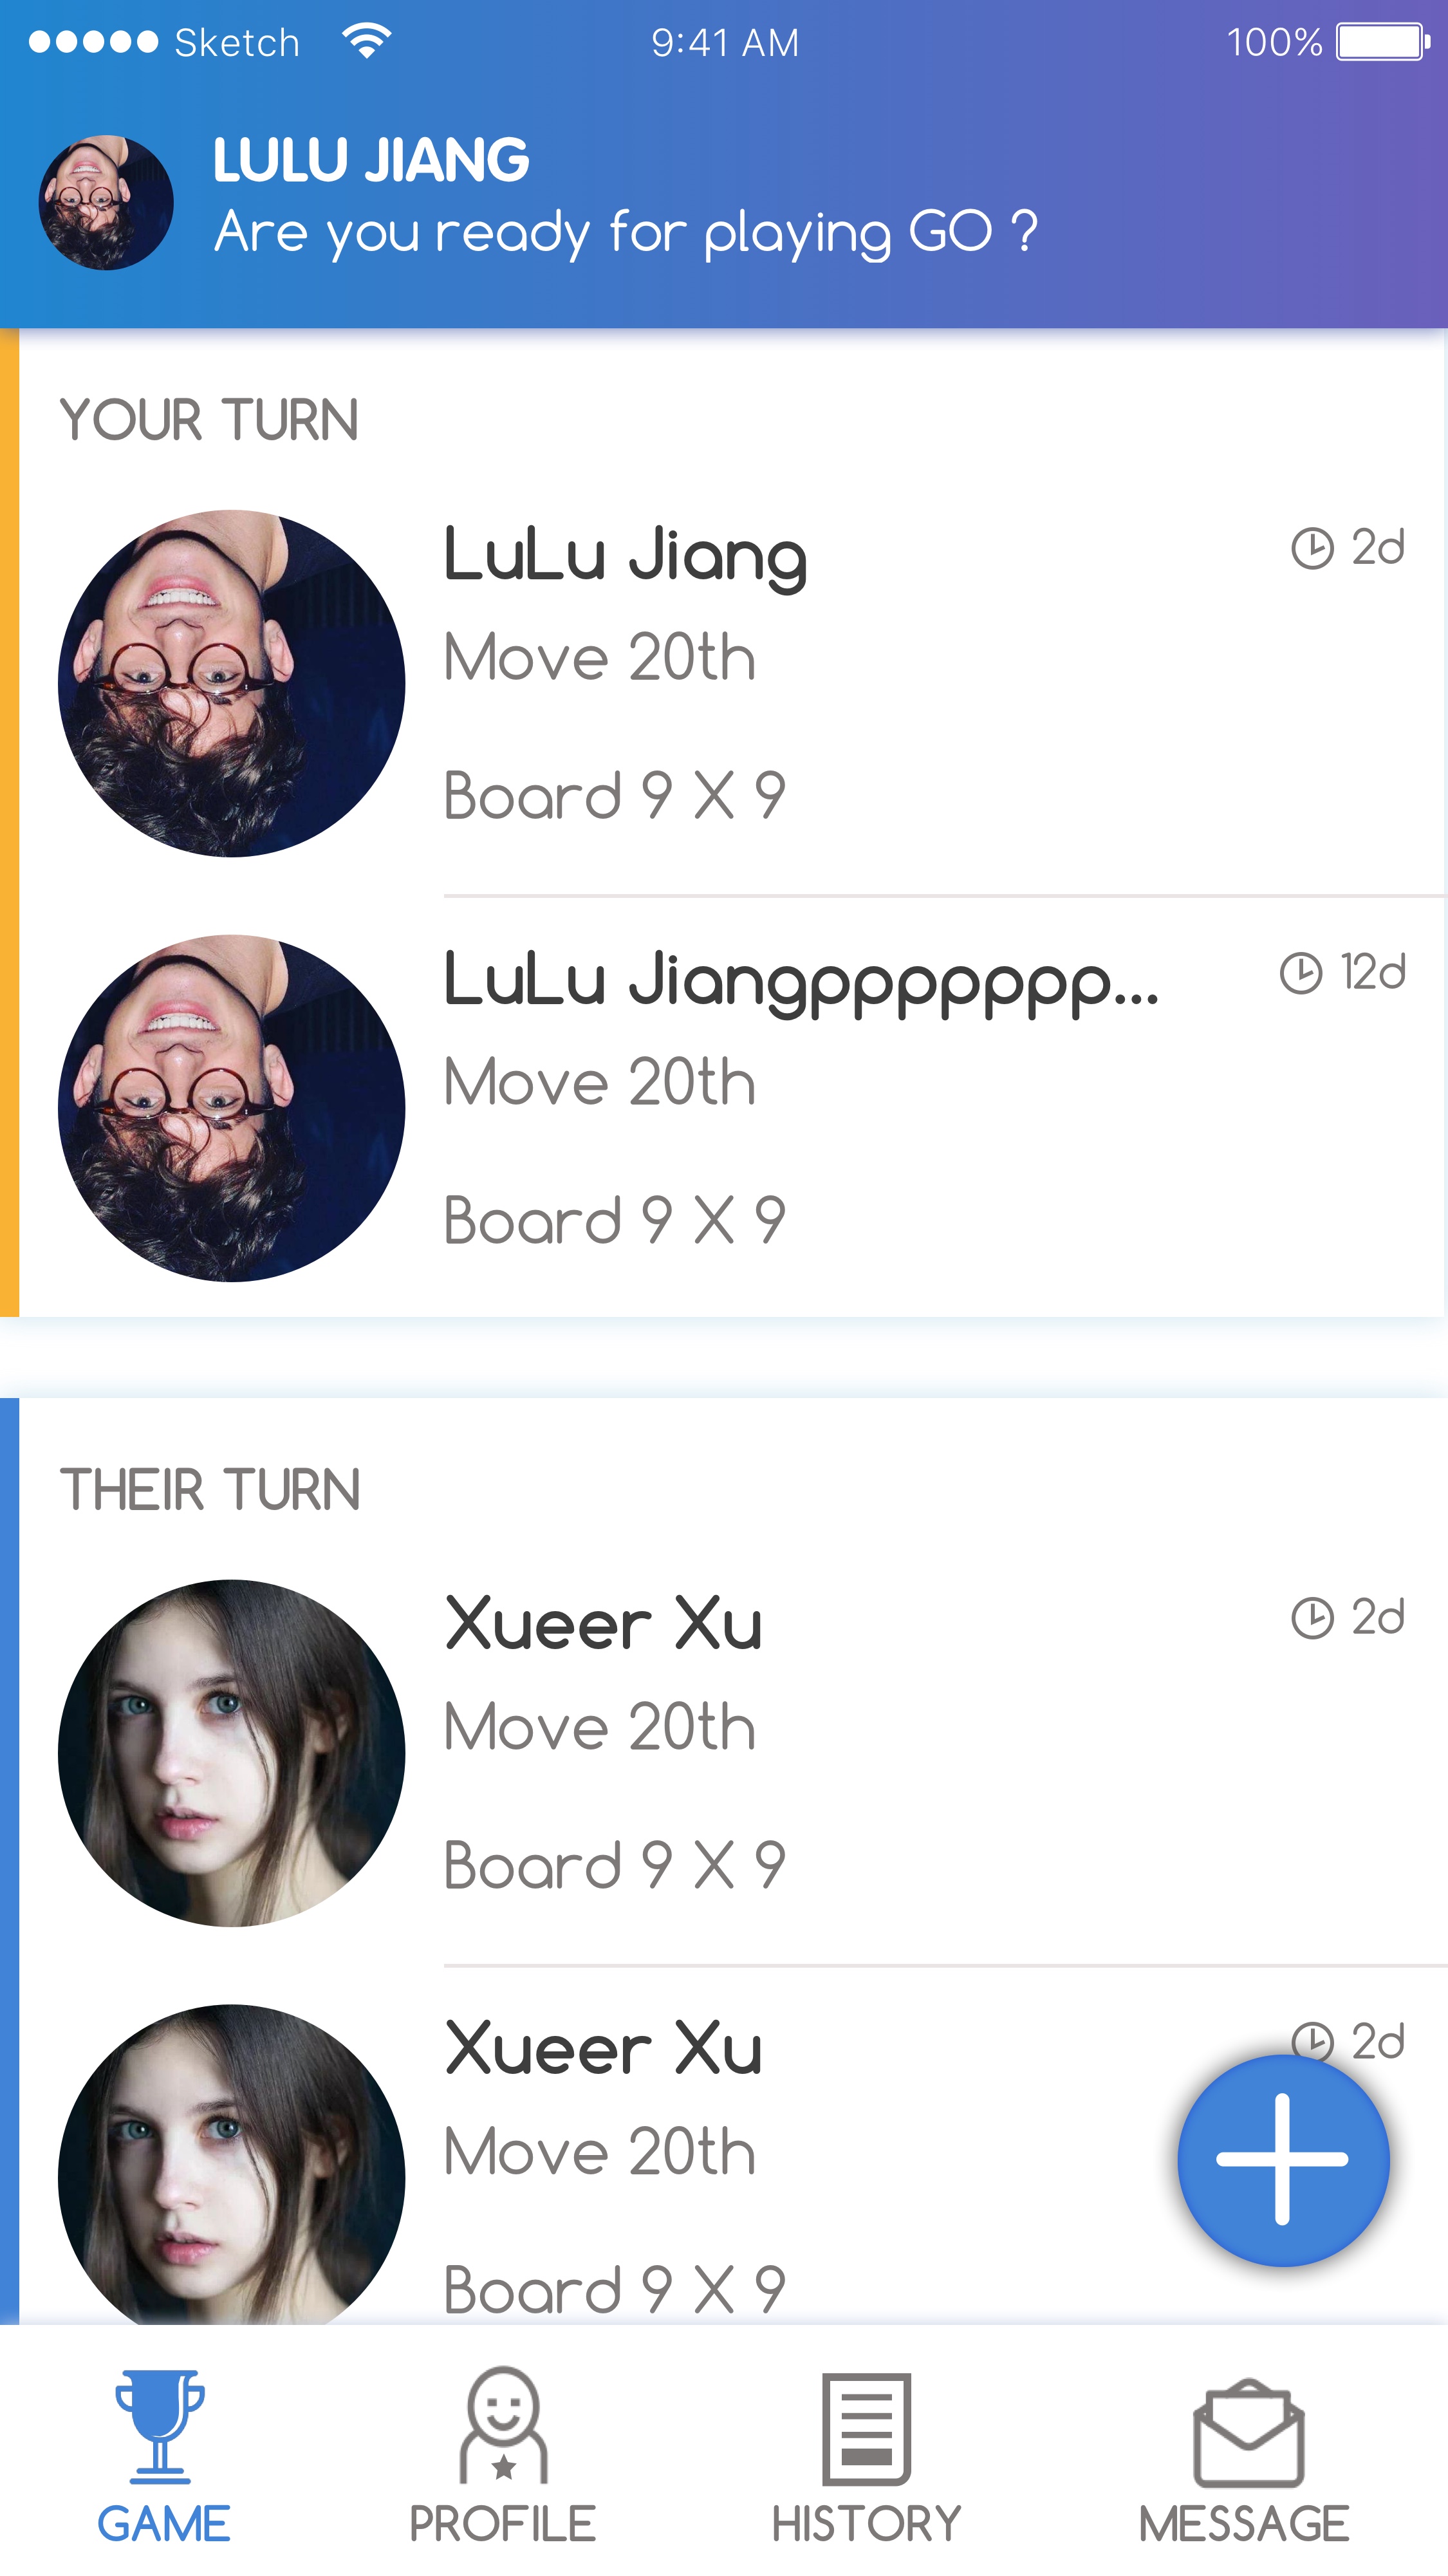 Sketch 9:41 AM 100%
LULU JIANG
Are you ready for playing GO ?
YOUR TURN
LuLu Jiang 2d
Move 20th
Board 9 X 9
LuLu Jiangppppppp... 12d
Move 20th
Board 9 X 9
THEIR TURN
Xueer Xu 2d
Move 20th
Board 9 X 9
Xueer Xu 2d
Move 20th
Board 9 X 9
GAME PROFILE HISTORY MESSAGE